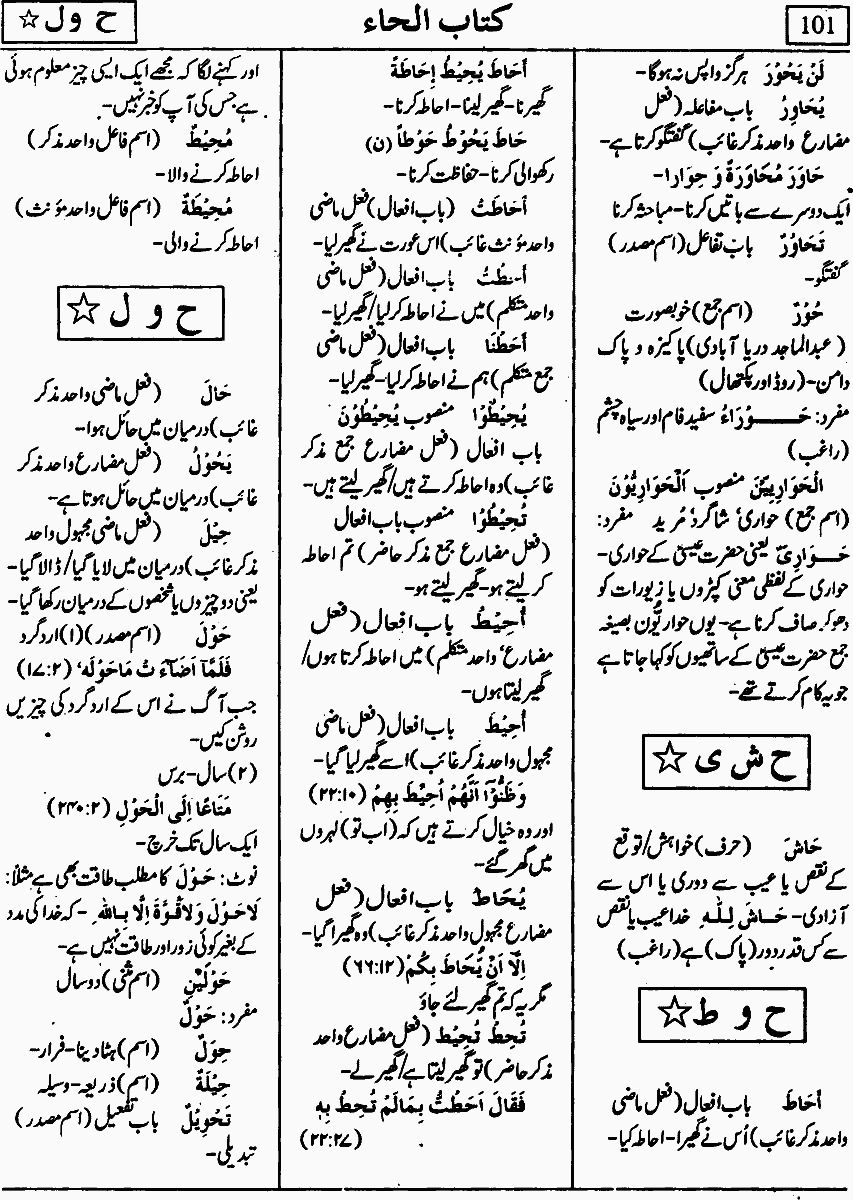 101
کتاب الحاء
ح و ل ☆
لَنْ یَحُوْرَ ہرگز واپس نہ ہوگا-
یُحَاوِرُ باب مفاعلہ (فعل
مضارع واحد مذکر غائب) گفتگو کرتا ہے-
حَاوَرَ مُحَاوَرَةً وَ حِوَارا-
ایک دوسرے سے باتیں کرنا- مباحثہ کرنا
تَحَاوُرٌ باب تفاعل (اسم مصدر)
گفتگو-
حُوْرٌ (اسم جمع) خوبصورت
(عبدالماجد دریا آبادی) پاکیزہ و پاک
دامن- (روڈ اور پکتھال)
مفرد: حَــوْرَاءُ سفید فام اور سیاہ چشم
(راغب)
الْحَوَارِیِّیْنَ منصوب اَلْحَوَارِیُّوْنَ
(اسم جمع) حواری' شاگرد' مُرید مفرد:
حَــوَارِیّ یعنی حضرت عیسیٰ کے حواری-
حواری کے لفظی معنی کپڑوں یا زیورات کو
دھو کر صاف کرنا ہے- یوں حواریُّون بصیغہ
جمع حضرت عیسیٰ کے ساتھیوں کو کہا جاتا ہے
جو یہ کام کرتے تھے-
ح ش ی ☆
حَاشَ (حرف) خواہش/ توقع
کے نقص یا عیب سے دوری یا اس سے
آزادی- حَــاشَ لِلّٰہِ خدا عیب یا نقص
سے کس قدر دور (پاک) ہے (راغب)
ح و ط ☆
اَحَاطَ باب افعال (فعل ماضی
واحد مذکر غائب) اُس نے گھیرا- احاطہ کیا-
اَحَاطَ یُحِیْطُ اِحَاطَةً
گھیرنا- گھیر لینا- احاطہ کرنا-
حَاطَ یَحُوْطُ حَوْطاً (ن)
رکھوالی کرنا- حفاظت کرنا-
اَحَاطَتْ (باب افعال) فعل ماضی
واحد مؤنث غائب) اس عورت نے گھیر لیا-
اَحَطْتُ باب افعال (فعل ماضی
واحد متکلم) میں نے احاطہ کر لیا/ گھیر لیا-
اَحَطْنَا باب افعال (فعل ماضی
جمع متکلم) ہم نے احاطہ کر لیا- گھیر لیا-
یُحِیْطُوْا منصوب یُحِیْطُوْنَ
باب افعال (فعل مضارع جمع مذکر
غائب) وہ احاطہ کرتے ہیں/ گھیر لیتے ہیں-
تُحِیْطُوْا منصوب باب افعال
(فعل مضارع جمع مذکر حاضر) تم احاطہ
کر لیتے ہو- گھیر لیتے ہو-
اُحِیْطُ باب افعال (فعل
مضارع' واحد متکلم) میں احاطہ کرتا ہوں/
گھیر لیتا ہوں-
اُحِیْطَ باب افعال (فعل ماضی
مجہول واحد مذکر غائب) اسے گھیر لیا گیا-
وَظَنُّوْٓا اَنَّھُمْ اُحِیْطَ بِھِمْ (۲۲:۱۰)
اور وہ خیال کرتے ہیں کہ (اب تو) لہروں
میں گھر گئے-
یُحَاطُ باب افعال (فعل
مضارع مجہول واحد مذکر غائب) وہ گھیرا گیا-
اِلَّآ اَنْ یُّحَاطَ بِکُمْ (۶۶:۱۲)
مگر یہ کہ تم گھیر لئے جاؤ
تُحِطْ تُحِیْطُ (فعل مضارع واحد
مذکر حاضر) تو گھیر لیتا ہے/ گھیر لے-
فَقَالَ اَحَطْتُّ بِمَالَمْ تُحِطْ بِہٖ
(۲۲:۲۷)
اور کہنے لگا کہ مجھے ایک ایسی چیز معلوم ہوئی
ہے جس کی آپ کو خبر نہیں-
مُحِیْطٌ (اسم فاعل واحد مذکر)
احاطہ کرنے والا-
مُحِیْطَةٌ (اسم فاعل واحد مؤنث)
احاطہ کرنے والی-
ح و ل ☆
حَالَ (فعل ماضی واحد مذکر
غائب) درمیان میں حائل ہوا-
یَحُوْلُ (فعل مضارع واحد مذکر
غائب) درمیان میں حائل ہوتا ہے-
حِیْلَ (فعل ماضی مجہول واحد
مذکر غائب) درمیان میں لایا گیا/ ڈالا گیا-
یعنی دو چیزوں یا شخصوں کے درمیان رکھا گیا-
حَوْلَ (اسم مصدر) (۱) ارد گرد
فَلَمَّآ اَضَآءَ تْ مَاحَوْلَہٗ (۱۷:۲)
جب آگ نے اس کے ارد گرد کی چیزیں
روشن کیں-
(۲) سال- برس
مَتَاعًا اِلَی الْحَوْلِ (۲۴۰:۲)
ایک سال تک خرچ-
نوٹ: حَوْلَ کا مطلب طاقت بھی ہے مثلاً:
لَاحَوْلَ وَلَاقُوَّةَ اِلَّا بِاللّٰہِ- کہ خدا کی مدد
کے بغیر کوئی زور اور طاقت نہیں ہے-
حَوْلَیْنِ (اسم مثنی) دو سال
مفرد: حَوْلٌ
حِوَلٌ (اسم) ہٹا دینا- فرار-
حِیْلَةٌ (اسم) ذریعہ- وسیلہ
تَحْوِیْلٌ باب تفعیل (اسم مصدر)
تبدیلی-